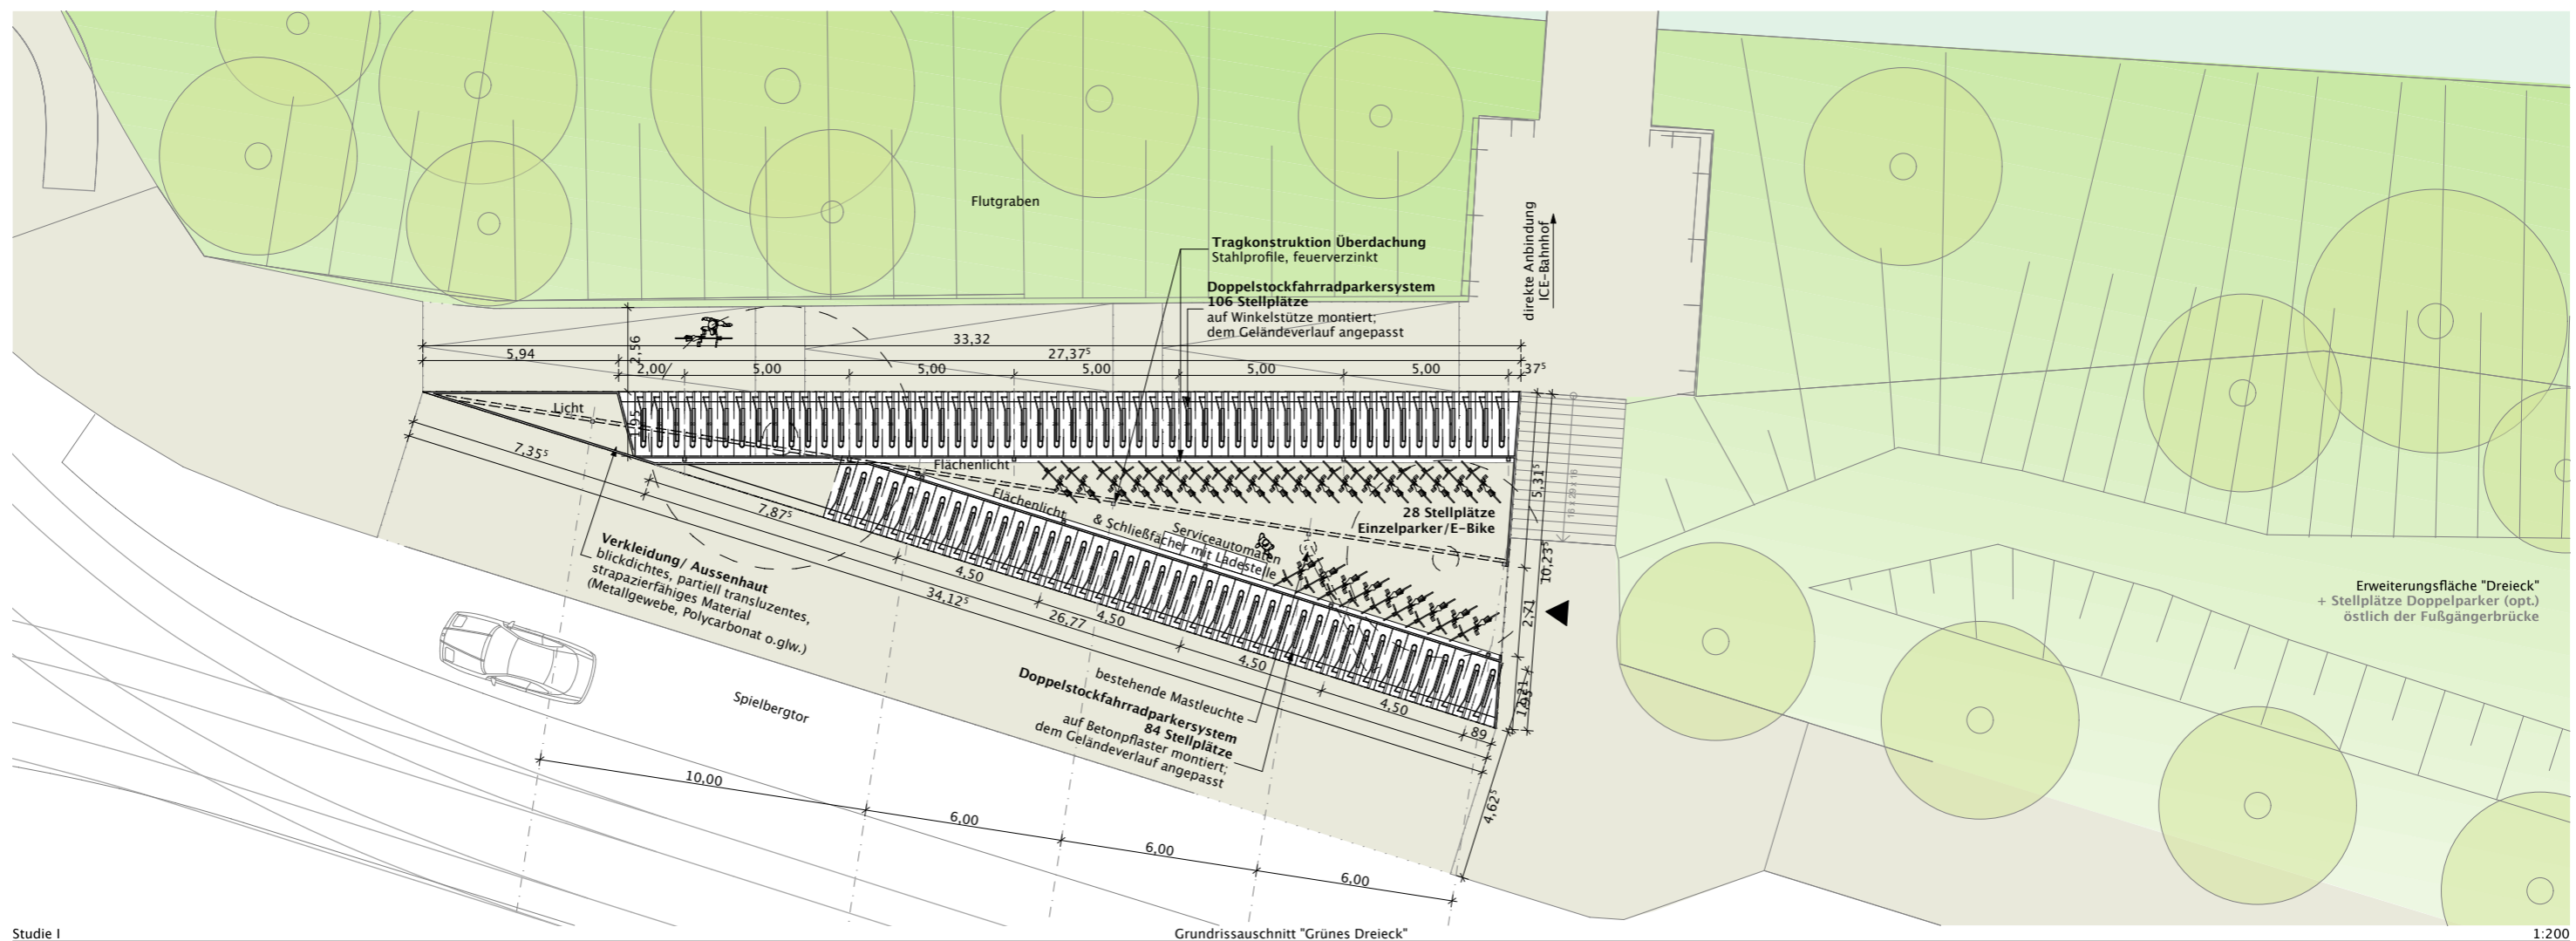 Flutgraben
Tragkonstruktion Überdachung
Stahlprofile, feuerverzinkt
Doppelstockfahrradparkersystem
106 Stellplätze
auf Winkelstütze montiert;
dem Geländeverlauf angepasst
direkte Anbindung
ICE-Bahnhof
33,32
5,94
27,37⁵
2,56
2,00
5,00
5,00
5,00
5,00
5,00
37⁵
Licht
1,95
Flächenlicht
Flächenlicht
Serviceautomaten
& Schließfächer mit Ladestelle
28 Stellplätze
Einzelparker/E-Bike
5,31⁵
10,23⁵
2,71
7,35⁵
7,87⁵
4,50
34,12⁵
26,77
4,50
4,50
4,50
89
4,62⁵
Verkleidung/ Aussenhaut
blickdichtes, partiell transluzentes,
strapazierfähiges Material
(Metallgewebe, Polycarbonat o.glw.)
bestehende Mastleuchte
Doppelstockfahrradparkersystem
84 Stellplätze
auf Betonpflaster montiert;
dem Geländeverlauf angepasst
Spielbergtor
10,00
6,00
6,00
6,00
Erweiterungsfläche "Dreieck"
+ Stellplätze Doppelparker (opt.)
östlich der Fußgängerbrücke
Studie I
Grundrissauschnitt "Grünes Dreieck"
1:200